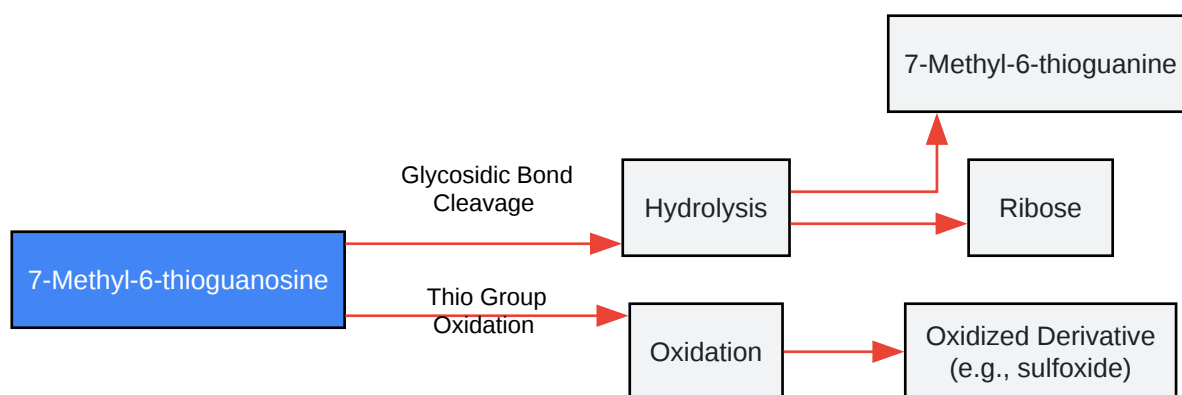 7-Methyl-6-thioguanine
Glycosidic Bond
Cleavage
Hydrolysis
Ribose
7-Methyl-6-thioguanosine
Thio Group
Oxidation
Oxidation
Oxidized Derivative
(e.g., sulfoxide)